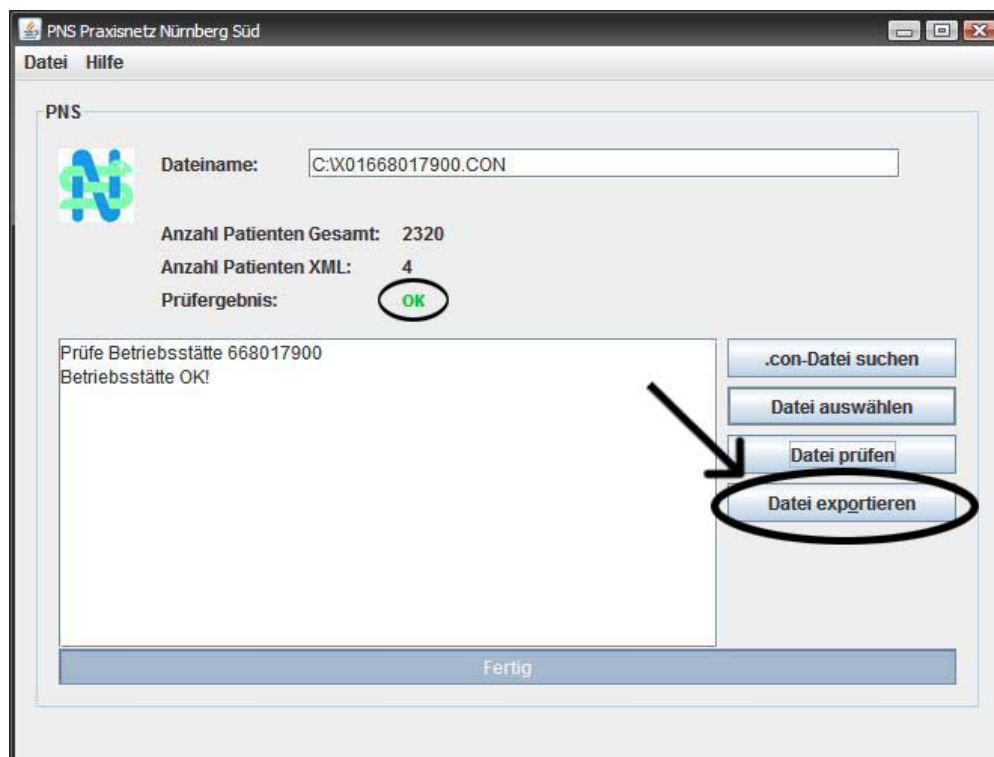 PNS Praxisnetz Nürnberg Süd
Datei Hilfe
PNS
Dateiname: C:\X01668017900.CON
Anzahl Patienten Gesamt: 2320
Anzahl Patienten XML: 4
Prüfergebnis: OK
Prüfe Betriebsstätte 668017900
Betriebsstätte OK!
.con-Datei suchen
Datei auswählen
Datei prüfen
Datei exportieren
Fertig